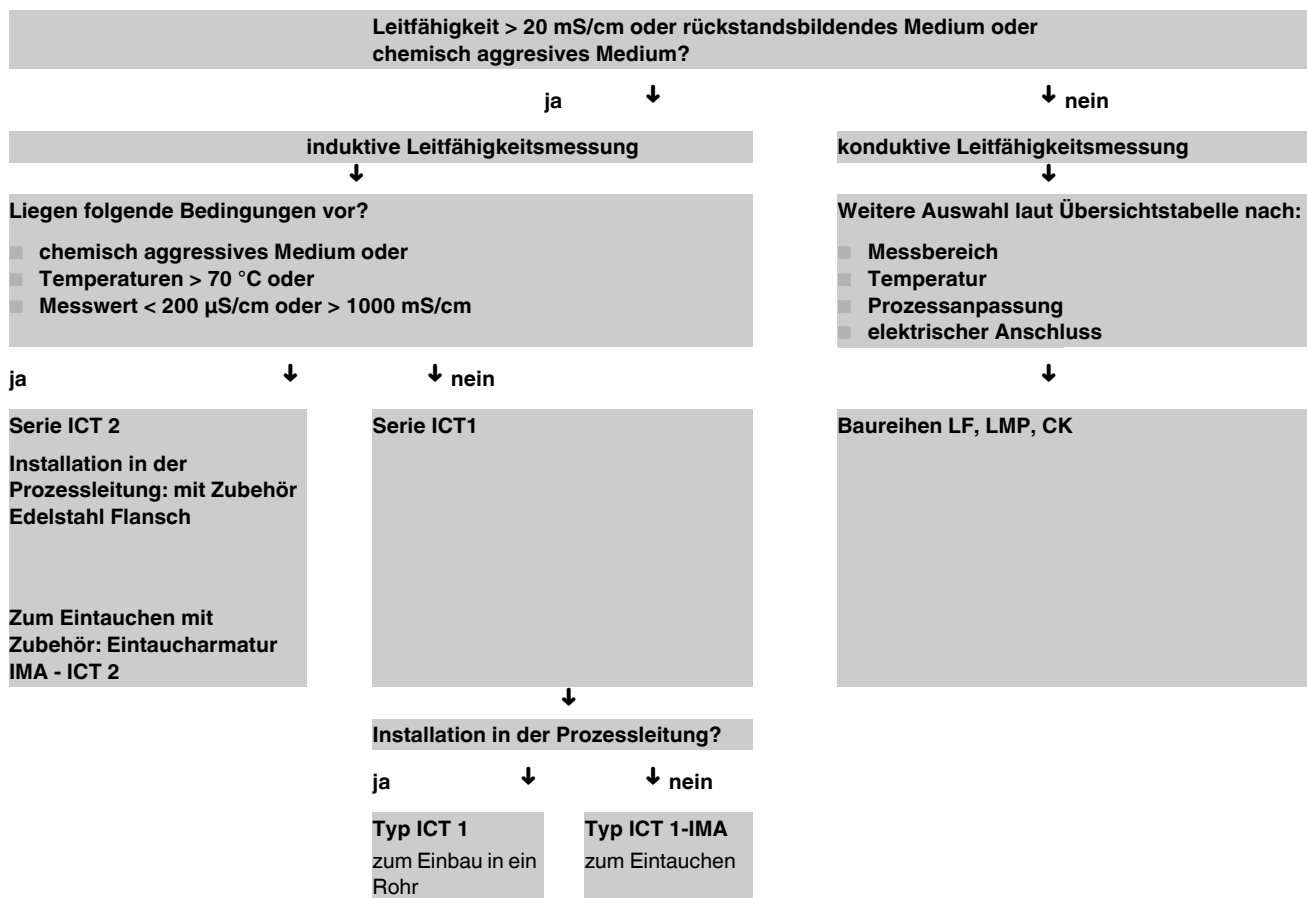 Leitfähigkeit > 20 mS/cm oder rückstandsbildendes Medium oder
chemisch aggresives Medium?
ja
nein
induktive Leitfähigkeitsmessung
konduktive Leitfähigkeitsmessung
Liegen folgende Bedingungen vor?
chemisch aggressives Medium oder
Temperaturen > 70 °C oder
Messwert < 200 µS/cm oder > 1000 mS/cm
Weitere Auswahl laut Übersichtstabelle nach:
Messbereich
Temperatur
Prozessanpassung
elektrischer Anschluss
ja
nein
Serie ICT 2
Installation in der
Prozessleitung: mit Zubehör
Edelstahl Flansch
Zum Eintauchen mit
Zubehör: Eintaucharmatur
IMA - ICT 2
Serie ICT1
Baureihen LF, LMP, CK
Installation in der Prozessleitung?
ja
nein
Typ ICT 1
zum Einbau in ein
Rohr
Typ ICT 1-IMA
zum Eintauchen